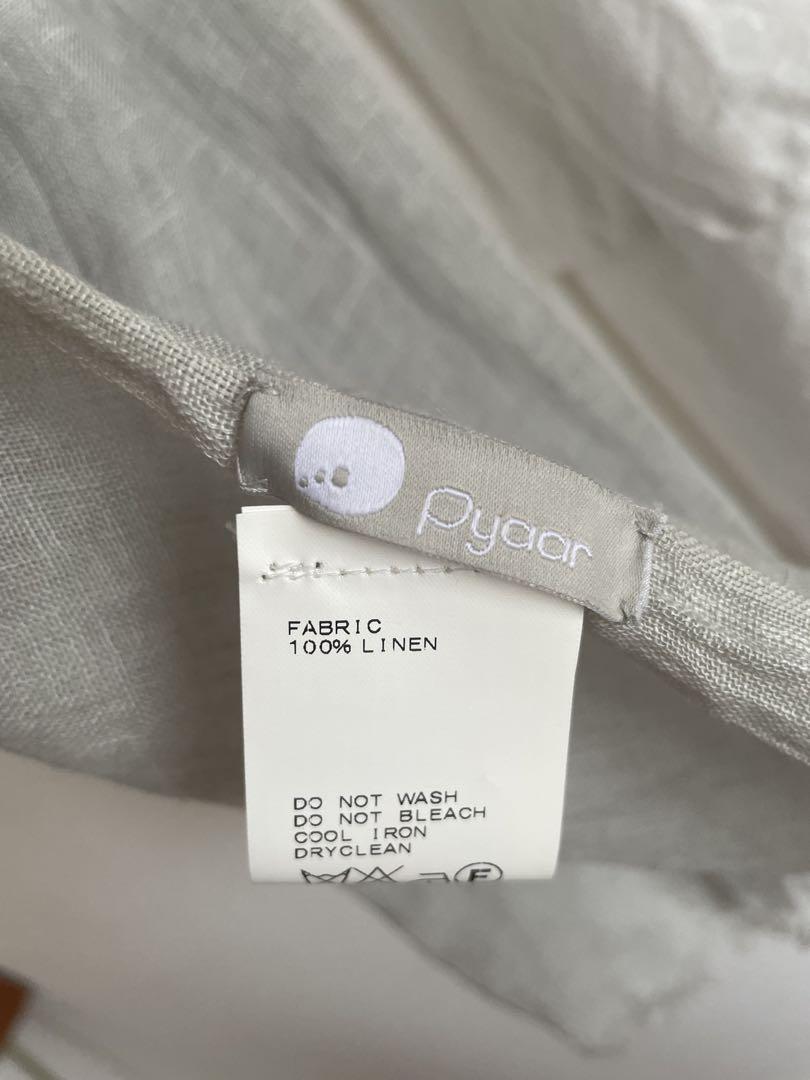 Pyaar
FABRIC
100% LINEN
DO NOT WASH
DO NOT BLEACH
COOL IRON
DRYCLEAN
F